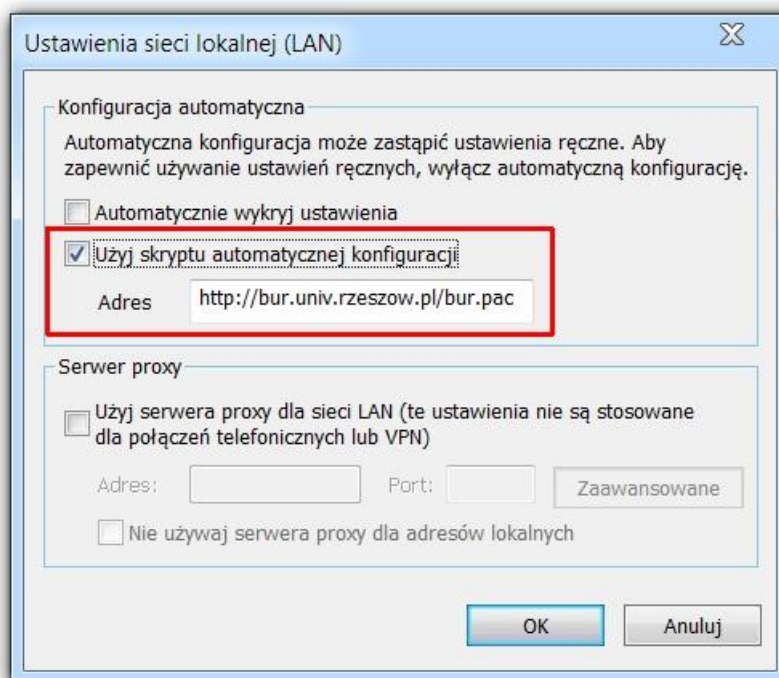 Ustawienia sieci lokalnej (LAN)
Konfiguracja automatyczna
Automatyczna konfiguracja może zastąpić ustawienia ręczne. Aby
zapewnić używanie ustawień ręcznych, wyłącz automatyczną konfigurację.
Automatycznie wykryj ustawienia
Użyj skryptu automatycznej konfiguracji
Adres http://bur.univ.rzeszow.pl/bur.pac
Serwer proxy
Użyj serwera proxy dla sieci LAN (te ustawienia nie są stosowane
dla połączeń telefonicznych lub VPN)
Adres: Port: Zaawansowane
Nie używaj serwera proxy dla adresów lokalnych
OK Anuluj